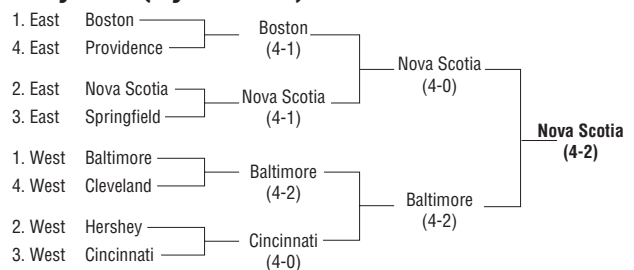 1. East Boston
4. East Providence
Boston
(4-1)
2. East Nova Scotia
3. East Springfield
Nova Scotia
(4-1)
Nova Scotia
(4-0)
1. West Baltimore
4. West Cleveland
Baltimore
(4-2)
2. West Hershey
3. West Cincinnati
Cincinnati
(4-0)
Baltimore
(4-2)
Nova Scotia
(4-2)